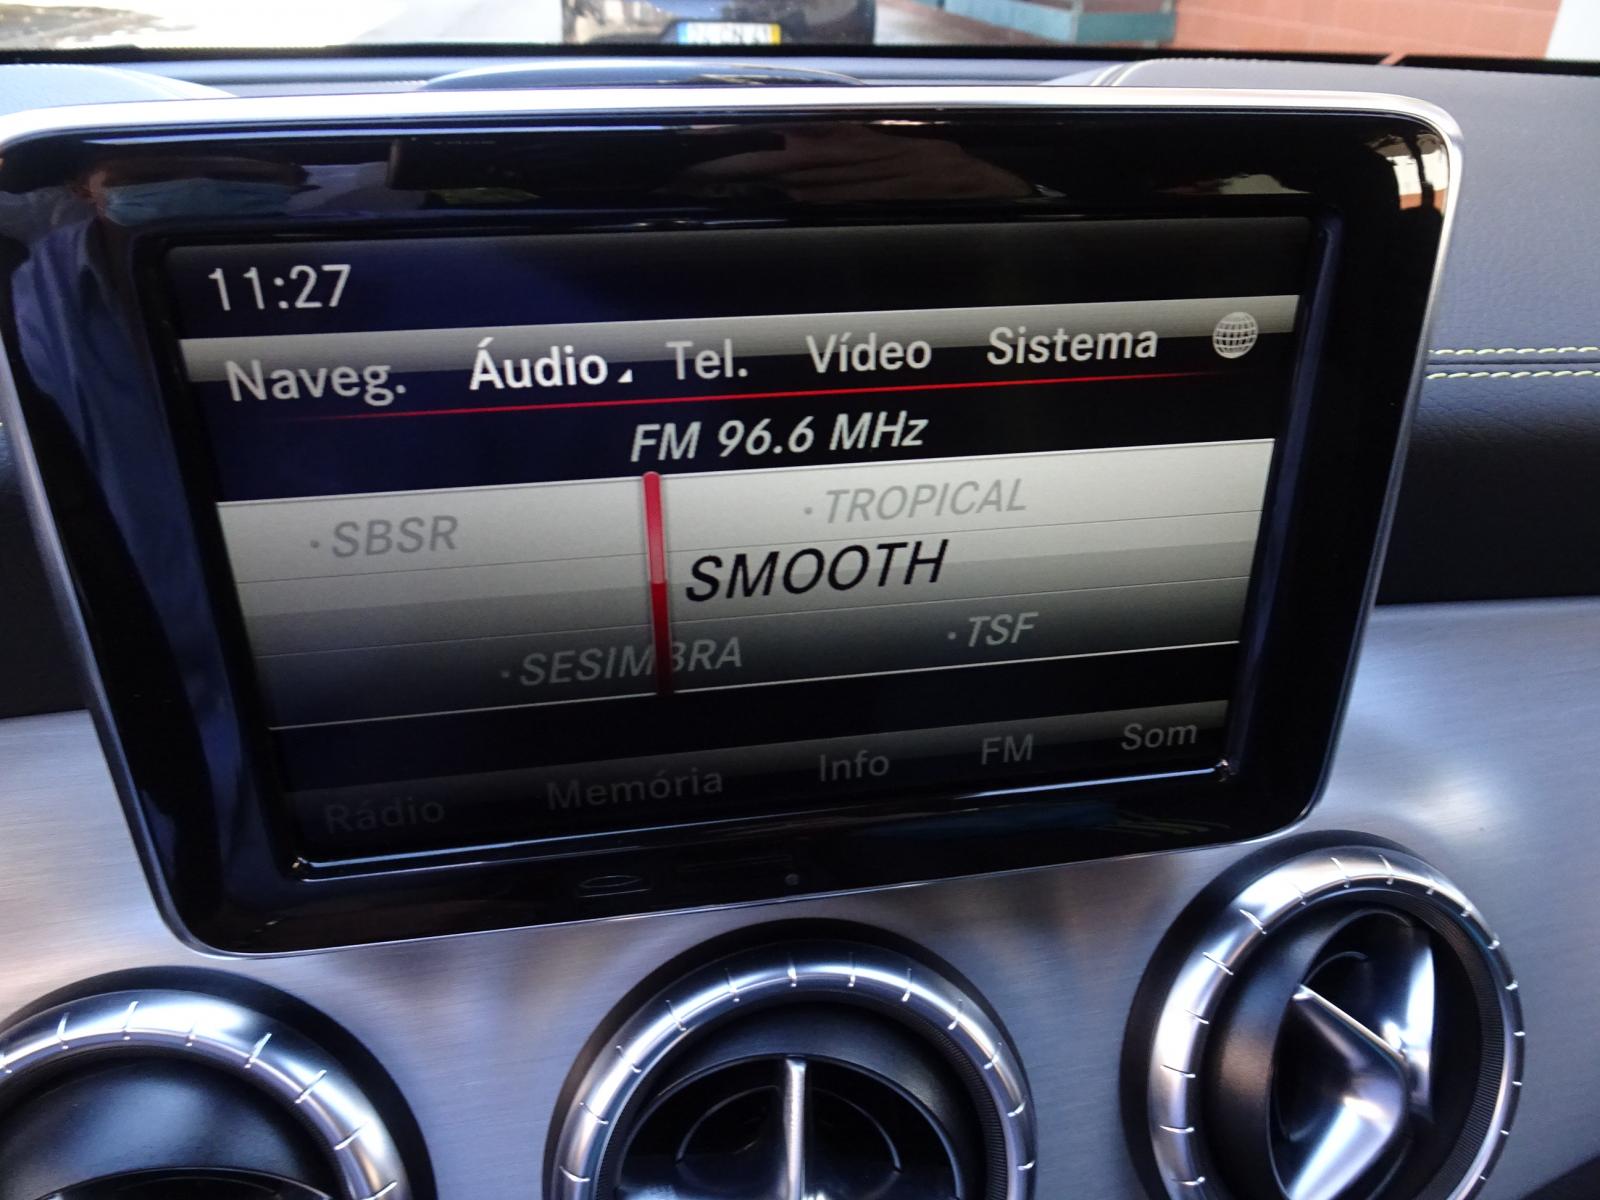 11:27
Naveg. Áudio Tel. Vídeo Sistema
FM 96.6 MHz
·SBSR ·TROPICAL
SMOOTH
·SESIMBRA ·TSF
Rádio Memória Info FM Som